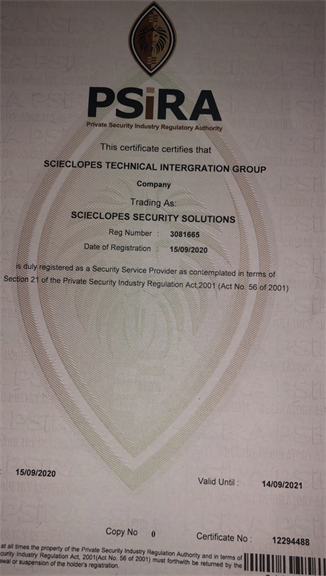 PSiRA
Private Security Industry Regulatory Authority
This certificate certifies that
SCIECLOPES TECHNICAL INTERGRATION GROUP
Company
Trading As:
SCIECLOPES SECURITY SOLUTIONS
Reg Number : 3081665
Date of Registration : 15/09/2020
is duly registered as a Security Service Provider as contemplated in terms of
Section 21 of the Private Security Industry Regulation Act,2001 (Act No. 56 of 2001)
: 15/09/2020
Valid Until : 14/09/2021
Copy No 0
Certificate No : 12294488
at all times the property of the Private Security Industry Regulation Authority and in terms of
curity Industry Regulation Act, 2001(Act No. 56 of 2001) must forthwith be returned by the
wal or suspension of the holder's registration.